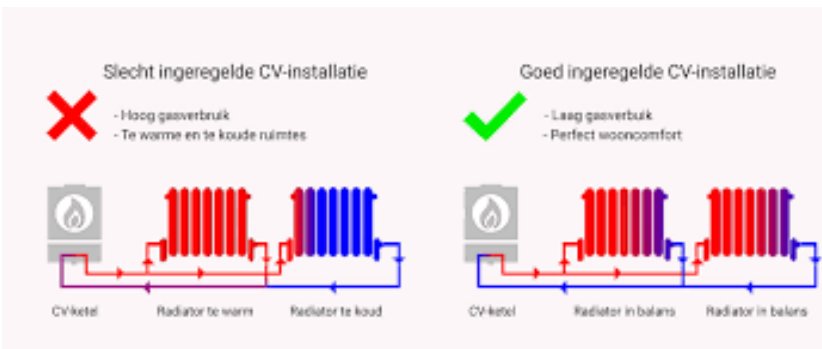 Slecht ingeregelde CV-installatie
- Hoog gasverbruik
- Te warme en te koude ruimtes
CV-ketel
Radiator te warm
Radiator te koud
Goed ingeregelde CV-installatie
- Laag gasverbuik
- Perfect wooncomfort
CV-ketel
Radiator in balans
Radiator in balans